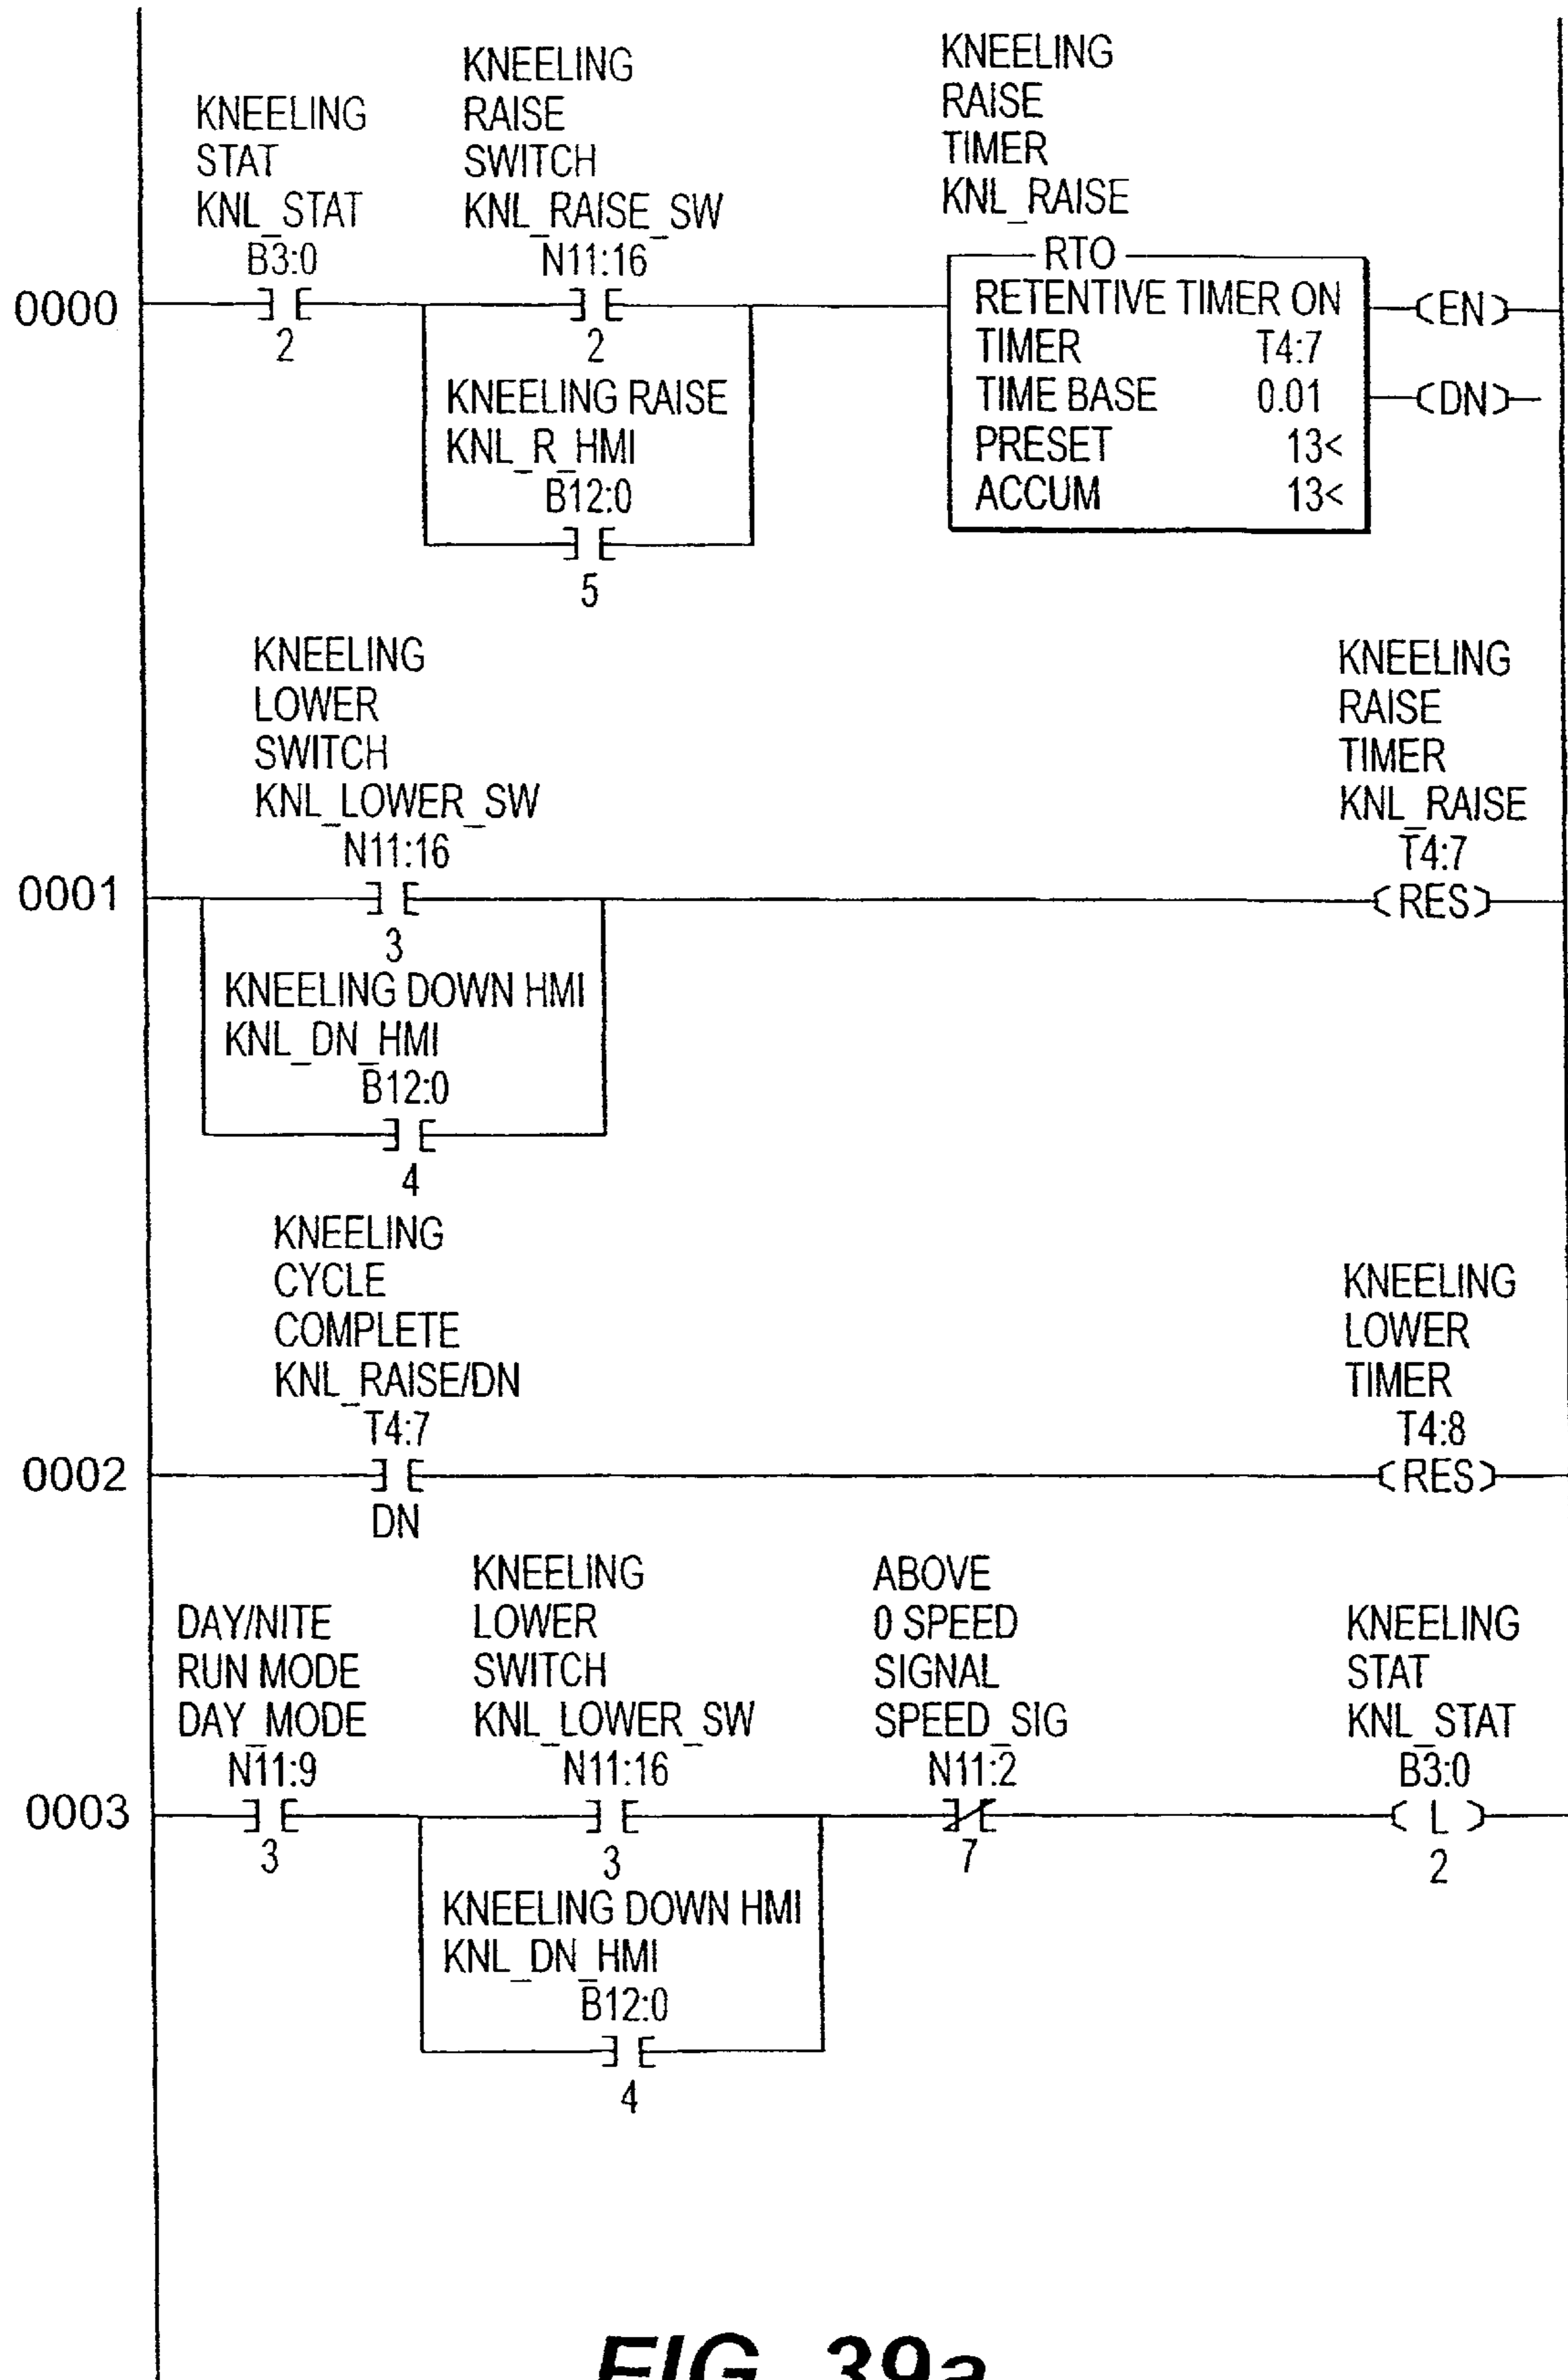 KNEELING
STAT
KNL_STAT
B3:0
2
KNEELING
RAISE
SWITCH
KNL_RAISE_SW
N11:16
2
KNEELING RAISE
KNL_R_HMI
B12:0
5
KNEELING
RAISE
TIMER
KNL_RAISE
RTO
RETENTIVE TIMER ON
TIMER T4:7
TIME BASE 0.01
PRESET 13<
ACCUM 13<
(EN)
(DN)
0000
KNEELING
LOWER
SWITCH
KNL_LOWER_SW
N11:16
3
KNEELING DOWN HMI
KNL_DN_HMI
B12:0
4
KNEELING
RAISE
TIMER
KNL_RAISE
T4:7
(RES)
0001
KNEELING
CYCLE
COMPLETE
KNL_RAISE/DN
T4:7
DN
KNEELING
LOWER
TIMER
T4:8
(RES)
0002
DAY/NITE
RUN MODE
DAY_MODE
N11:9
3
KNEELING
LOWER
SWITCH
KNL_LOWER_SW
N11:16
3
KNEELING DOWN HMI
KNL_DN_HMI
B12:0
4
ABOVE
0 SPEED
SIGNAL
SPEED_SIG
N11:2
7
KNEELING
STAT
KNL_STAT
B3:0
( L )
2
0003
FIG. 39a